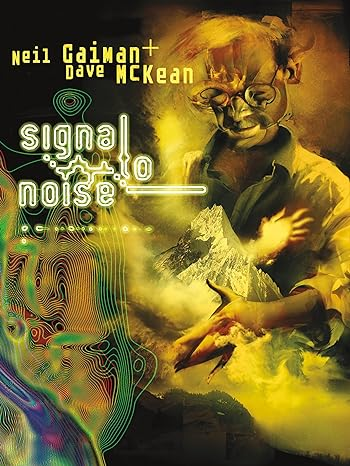 Neil Gaiman +
Dave McKean
signal
to
noise